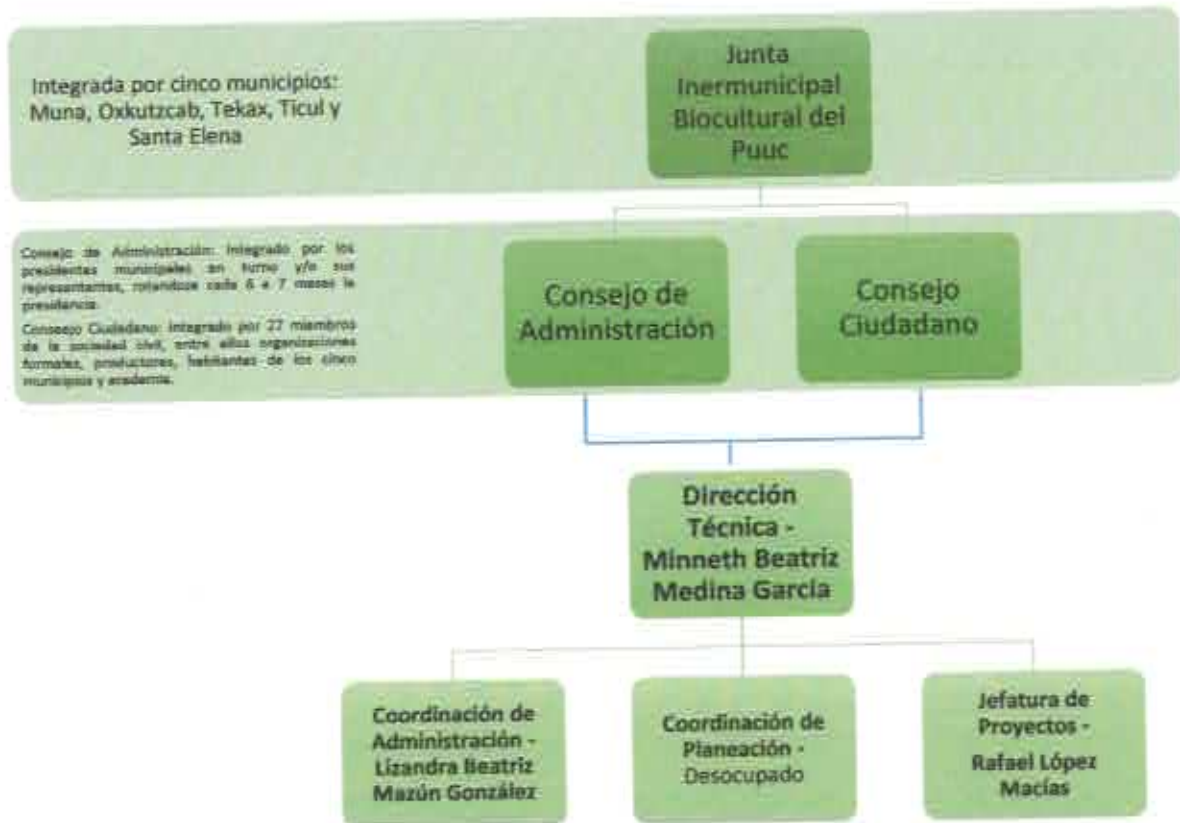 Integrada por cinco municipios:
Muna, Oxkutzcab, Tekax, Ticul y
Santa Elena
Junta
Inermunicipal
Biocultural del
Puuc
Consejo de Administración: Integrado por los
presidentes municipales en turno y/o sus
representantes, rotandose cada 6 a 7 meses la
presidencia.
Conseejo Ciudadano: Integrado por 27 miembros
de la sociedad civil, entre ellos organizaciones
formales, productores, habitantes de los cinco
municipios y academia.
Consejo de
Administración
Consejo
Ciudadano
Dirección
Técnica -
Minneth Beatriz
Medina García
Coordinación de
Administración -
Lizandra Beatriz
Mazún González
Coordinación de
Planeación -
Desocupado
Jefatura de
Proyectos -
Rafael López
Macías